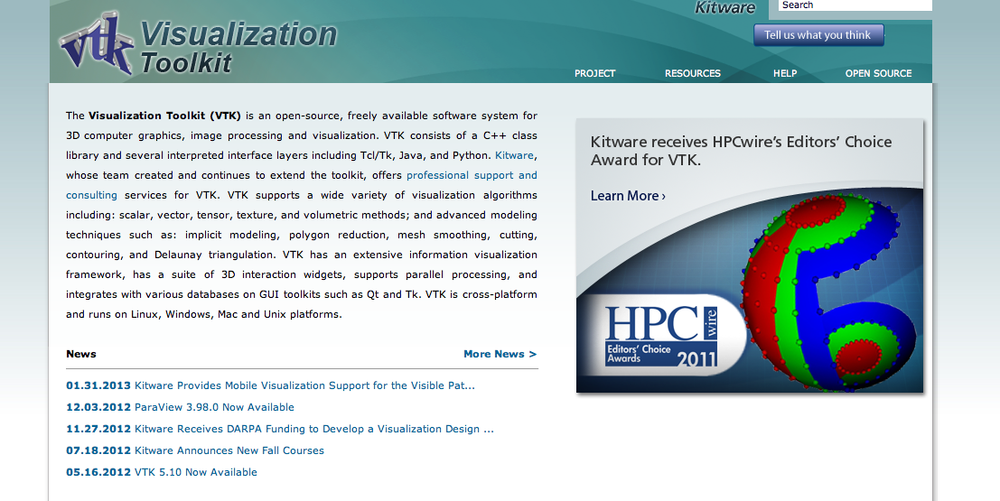 Kitware
Search
vtk Visualization
Toolkit
Tell us what you think
PROJECT RESOURCES HELP OPEN SOURCE
The Visualization Toolkit (VTK) is an open-source, freely available software system for
3D computer graphics, image processing and visualization. VTK consists of a C++ class
library and several interpreted interface layers including Tcl/Tk, Java, and Python. Kitware,
whose team created and continues to extend the toolkit, offers professional support and
consulting services for VTK. VTK supports a wide variety of visualization algorithms
including: scalar, vector, tensor, texture, and volumetric methods; and advanced modeling
techniques such as: implicit modeling, polygon reduction, mesh smoothing, cutting,
contouring, and Delaunay triangulation. VTK has an extensive information visualization
framework, has a suite of 3D interaction widgets, supports parallel processing, and
integrates with various databases on GUI toolkits such as Qt and Tk. VTK is cross-platform
and runs on Linux, Windows, Mac and Unix platforms.
News More News >
01.31.2013 Kitware Provides Mobile Visualization Support for the Visible Pat...
12.03.2012 ParaView 3.98.0 Now Available
11.27.2012 Kitware Receives DARPA Funding to Develop a Visualization Design ...
07.18.2012 Kitware Announces New Fall Courses
05.16.2012 VTK 5.10 Now Available
Kitware receives HPCwire's Editors' Choice
Award for VTK.
Learn More ›
HPC wire
Editors' Choice
Awards 2011